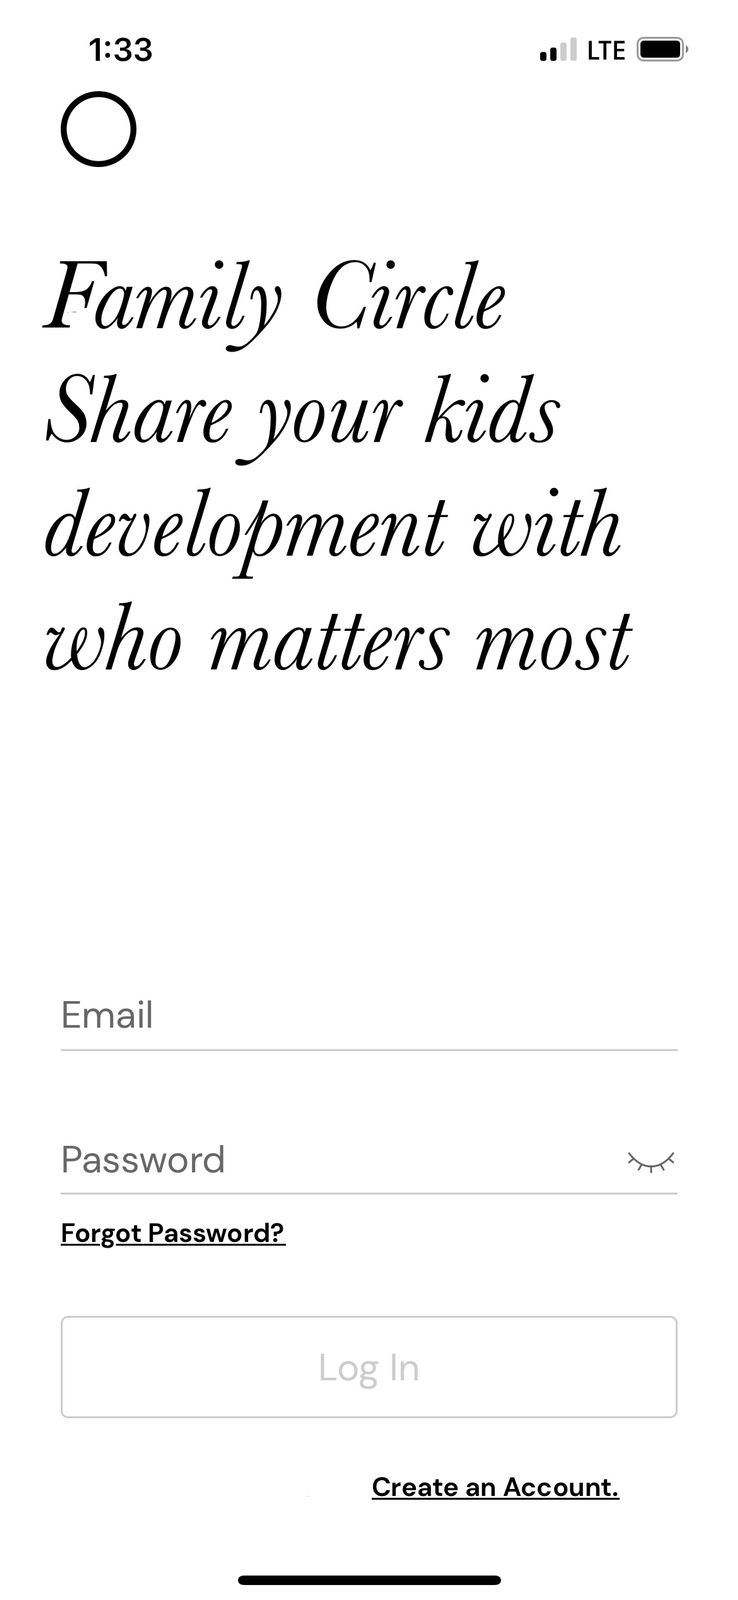 1:33 LTE
Family Circle
Share your kids
development with
who matters most
Email
Password
Forgot Password?
Log In
Create an Account.